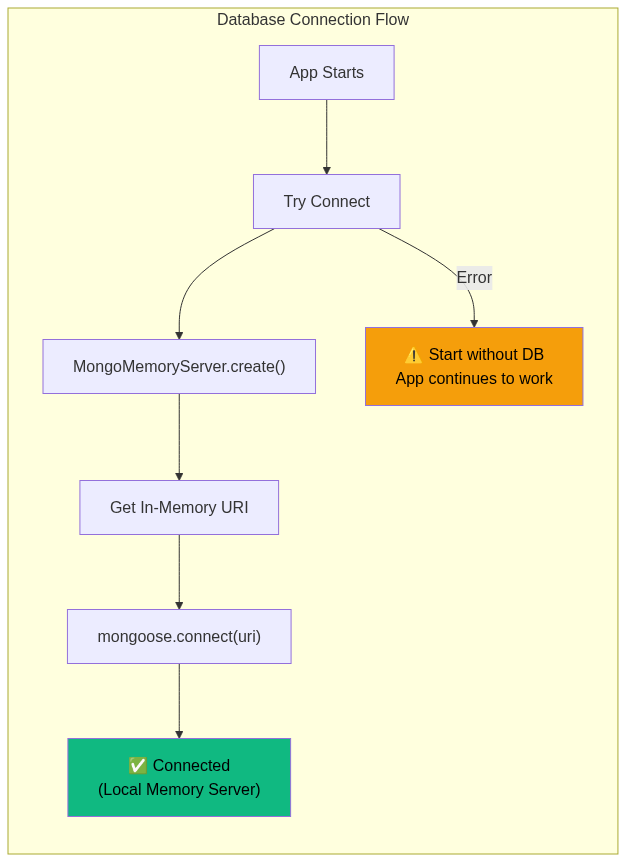 Database Connection Flow
App Starts
Try Connect
Error
⚠️ Start without DB
App continues to work
MongoMemoryServer.create()
Get In-Memory URI
mongoose.connect(uri)
✅ Connected
(Local Memory Server)